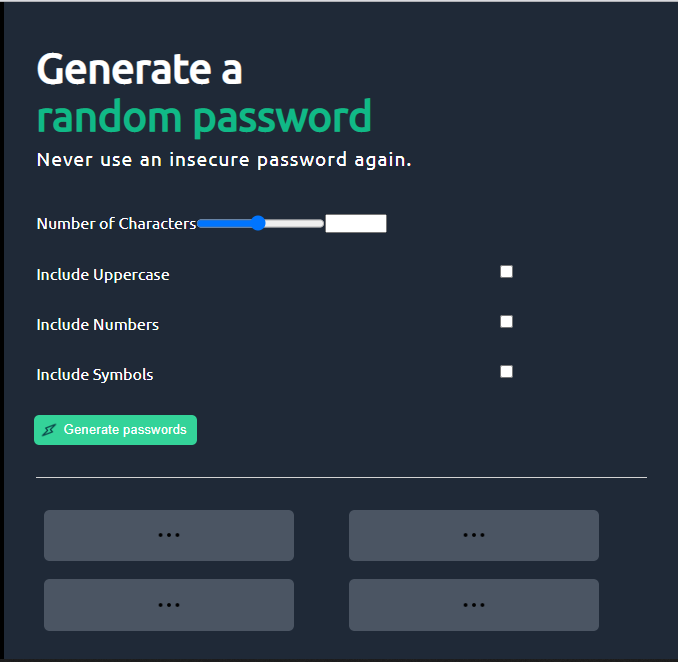 Generate a
random password
Never use an insecure password again.
Number of Characters
Include Uppercase
Include Numbers
Include Symbols
Generate passwords
... ...
... ...